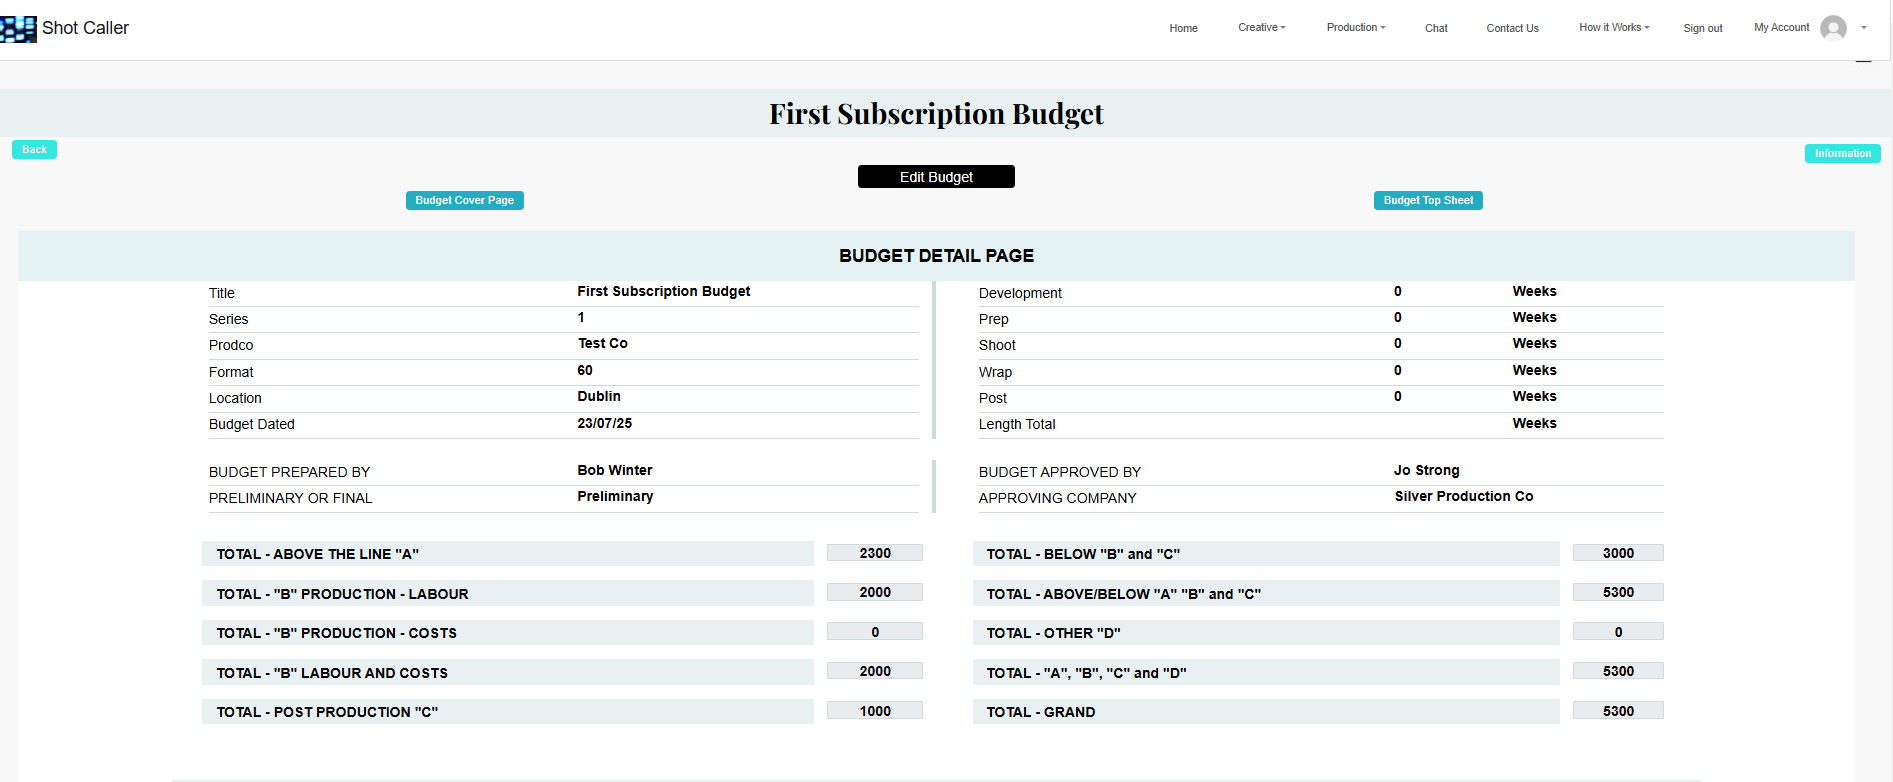 Shot Caller
Home Creative Production Chat Contact Us How it Works Sign out My Account
First Subscription Budget
Back
Information
Edit Budget
Budget Cover Page Budget Top Sheet
BUDGET DETAIL PAGE
Title First Subscription Budget
Series 1
Prodco Test Co
Format 60
Location Dublin
Budget Dated 23/07/25
Development 0 Weeks
Prep 0 Weeks
Shoot 0 Weeks
Wrap 0 Weeks
Post 0 Weeks
Length Total Weeks
BUDGET PREPARED BY Bob Winter
PRELIMINARY OR FINAL Preliminary
BUDGET APPROVED BY Jo Strong
APPROVING COMPANY Silver Production Co
TOTAL - ABOVE THE LINE "A" 2300
TOTAL - "B" PRODUCTION - LABOUR 2000
TOTAL - "B" PRODUCTION - COSTS 0
TOTAL - "B" LABOUR AND COSTS 2000
TOTAL - POST PRODUCTION "C" 1000
TOTAL - BELOW "B" and "C" 3000
TOTAL - ABOVE/BELOW "A" "B" and "C" 5300
TOTAL - OTHER "D" 0
TOTAL - "A", "B", "C" and "D" 5300
TOTAL - GRAND 5300